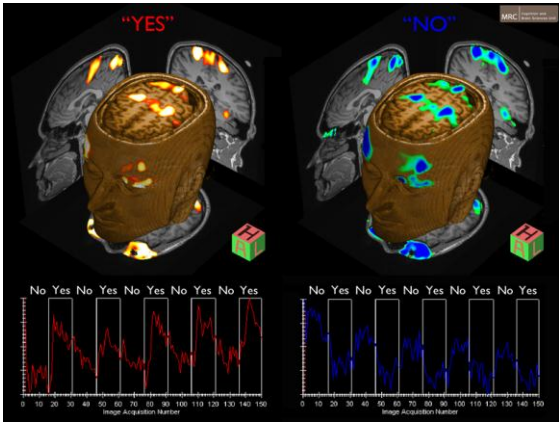 "YES"
"NO"
MRC
Cognition and
Brain Sciences Unit
H
A
L
H
A
L
No Yes No Yes No Yes No Yes No Yes
No Yes No Yes No Yes No Yes No Yes
0 10 20 30 40 50 60 70 80 90 100 110 120 130 140 150
0 10 20 30 40 50 60 70 80 90 100 110 120 130 140 150
Image Acquisition Number
Image Acquisition Number